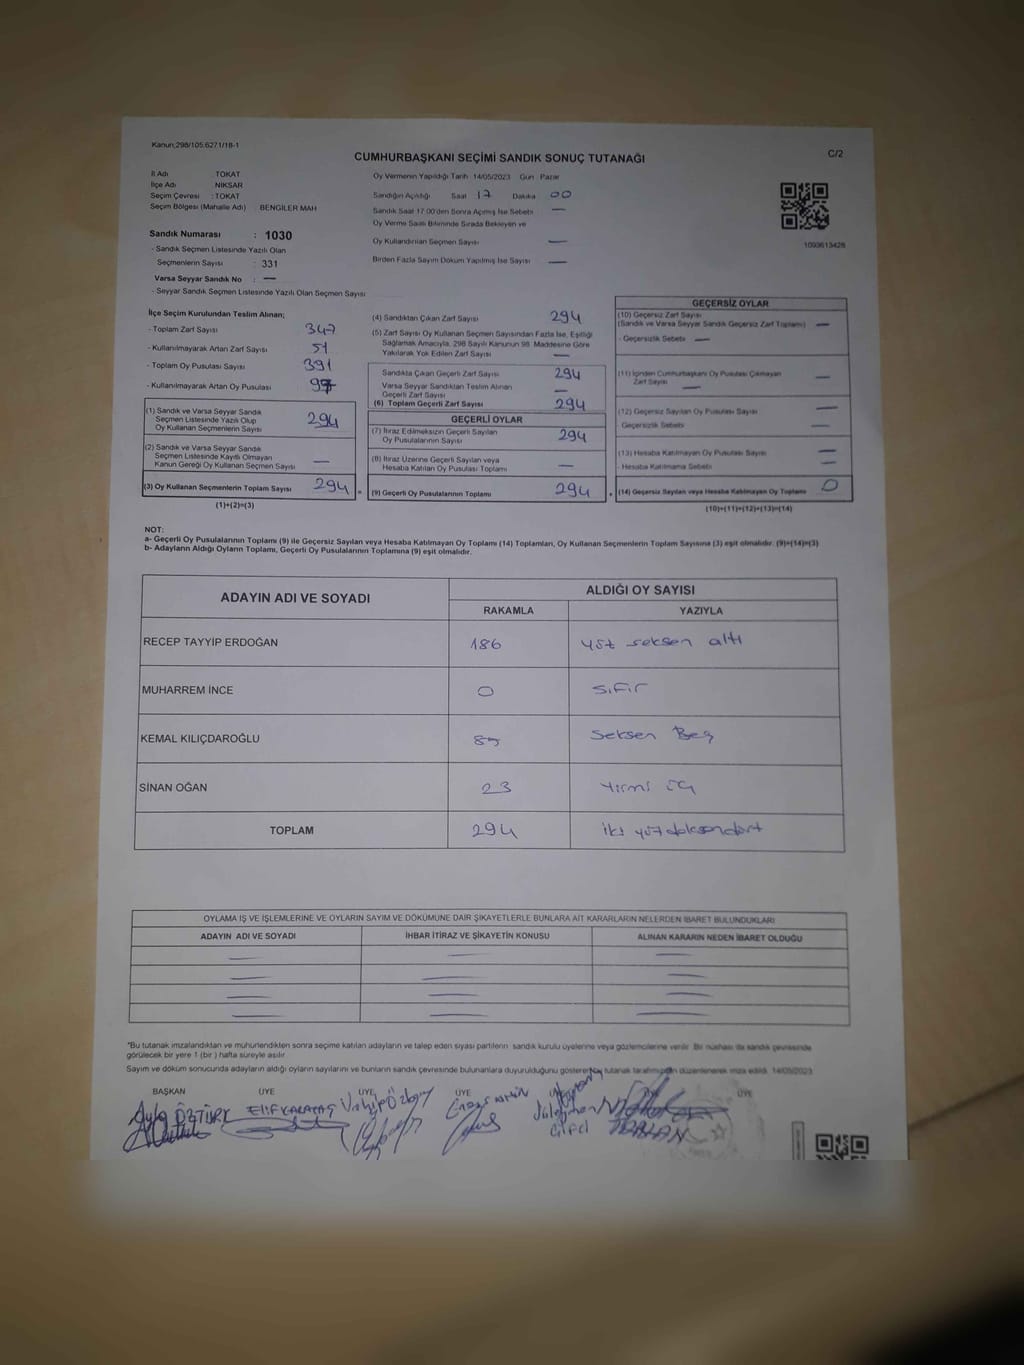 Kanun;298/105.6271/18-1
CUMHURBAŞKANI SEÇİMİ SANDIK SONUÇ TUTANAĞI
C/2
İl Adı TOKAT
İlçe Adı NİKSAR
Seçim Çevresi : TOKAT
Seçim Bölgesi (Mahalle Adı) : BENGİLER MAH
Sandık Numarası : 1030
- Sandık Seçmen Listesinde Yazılı Olan
Seçmenlerin Sayısı : 331
Varsa Seyyar Sandık No : —
- Seyyar Sandık Seçmen Listesinde Yazılı Olan Seçmen Sayısı
Oy Vermenin Yapıldığı Tarih 14/05/2023 Gün Pazar
Sandığın Açıldığı Saat 17 Dakika 00
Sandık Saat 17:00'den Sonra Açılmış İse Sebebi —
Oy Verme Saati Bitiminde Sırada Bekleyen ve
Oy Kullandırılan Seçmen Sayısı —
Birden Fazla Sayım Döküm Yapılmış İse Sayısı —
1093613428
İlçe Seçim Kurulundan Teslim Alınan;
- Toplam Zarf Sayısı 347
- Kullanılmayarak Artan Zarf Sayısı 51
- Toplam Oy Pusulası Sayısı 391
- Kullanılmayarak Artan Oy Pusulası 97
(1) Sandık ve Varsa Seyyar Sandık
Seçmen Listesinde Yazılı Olup
Oy Kullanan Seçmenlerin Sayısı 294
(2) Sandık ve Varsa Seyyar Sandık
Seçmen Listesinde Kayıtlı Olmayan
Kanun Gereği Oy Kullanan Seçmen Sayısı —
(3) Oy Kullanan Seçmenlerin Toplam Sayısı 294 =
(1)+(2)=(3)
(4) Sandıktan Çıkan Zarf Sayısı 294
(5) Zarf Sayısı Oy Kullanan Seçmen Sayısından Fazla İse, Eşitliği
Sağlamak Amacıyla, 298 Sayılı Kanunun 98. Maddesine Göre
Yakılarak Yok Edilen Zarf Sayısı —
Sandıkta Çıkan Geçerli Zarf Sayısı 294
Varsa Seyyar Sandıktan Teslim Alınan
Geçerli Zarf Sayısı —
(6) Toplam Geçerli Zarf Sayısı 294
GEÇERLİ OYLAR
(7) İtiraz Edilmeksizin Geçerli Sayılan
Oy Pusulalarının Sayısı 294
(8) İtiraz Üzerine Geçerli Sayılan veya
Hesaba Katılan Oy Pusulası Toplamı —
(9) Geçerli Oy Pusulalarının Toplamı 294 +
GEÇERSİZ OYLAR
(10) Geçersiz Zarf Sayısı
(Sandık ve Varsa Seyyar Sandık Geçersiz Zarf Toplamı) —
- Geçersizlik Sebebi —
(11) İçinden Cumhurbaşkanı Oy Pusulası Çıkmayan
Zarf Sayısı —
(12) Geçersiz Sayılan Oy Pusulası Sayısı —
Geçersizlik Sebebi —
(13) Hesaba Katılmayan Oy Pusulası Sayısı —
- Hesaba Katılmama Sebebi —
(14) Geçersiz Sayılan veya Hesaba Katılmayan Oy Toplamı 0
(10)+(11)+(12)+(13)=(14)
NOT:
a- Geçerli Oy Pusulalarının Toplamı (9) ile Geçersiz Sayılan veya Hesaba Katılmayan Oy Toplamı (14) Toplamları, Oy Kullanan Seçmenlerin Toplam Sayısına (3) eşit olmalıdır. (9)+(14)=(3)
b- Adayların Aldığı Oyların Toplamı, Geçerli Oy Pusulalarının Toplamına (9) eşit olmalıdır.
ADAYIN ADI VE SOYADI ALDIĞI OY SAYISI
RAKAMLA YAZIYLA
RECEP TAYYİP ERDOĞAN 186 yüz seksen altı
MUHARREM İNCE 0 sıfır
KEMAL KILIÇDAROĞLU 85 Seksen Beş
SİNAN OĞAN 23 yirmi üç
TOPLAM 294 iki yüz doksandört
OYLAMA İŞ VE İŞLEMLERİNE VE OYLARIN SAYIM VE DÖKÜMÜNE DAİR ŞİKAYETLERLE BUNLARA AİT KARARLARIN NELERDEN İBARET BULUNDUKLARI
ADAYIN ADI VE SOYADI İHBAR İTİRAZ VE ŞİKAYETİN KONUSU ALINAN KARARIN NEDEN İBARET OLDUĞU
*Bu tutanak imzalandıktan ve mühürlendikten sonra seçime katılan adayların ve talep eden siyasi partilerin sandık kurulu üyelerine veya gözlemcilerine verilir. Bir nüshası da sandık çevresinde
görülecek bir yere 1 (bir) hafta süreyle asılır
Sayım ve döküm sonucunda adayların aldığı oyların sayılarını ve bunların sandık çevresinde bulunanlara duyurulduğunu gösteren bu tutanak tarafımızdan düzenlenerek imza edildi. 14/05/2023
BAŞKAN ÜYE ÜYE ÜYE ÜYE
Ayla ÖZTÜRK ELİF KARATAŞ
Süleyman